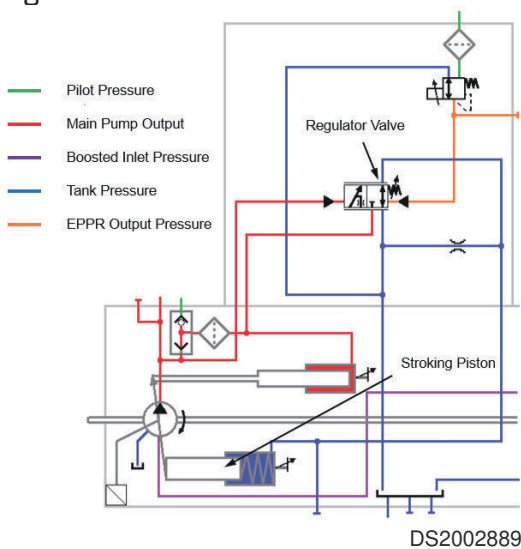 Pilot Pressure
Main Pump Output
Boosted Inlet Pressure
Tank Pressure
EPPR Output Pressure
Regulator Valve
Stroking Piston
DS2002889